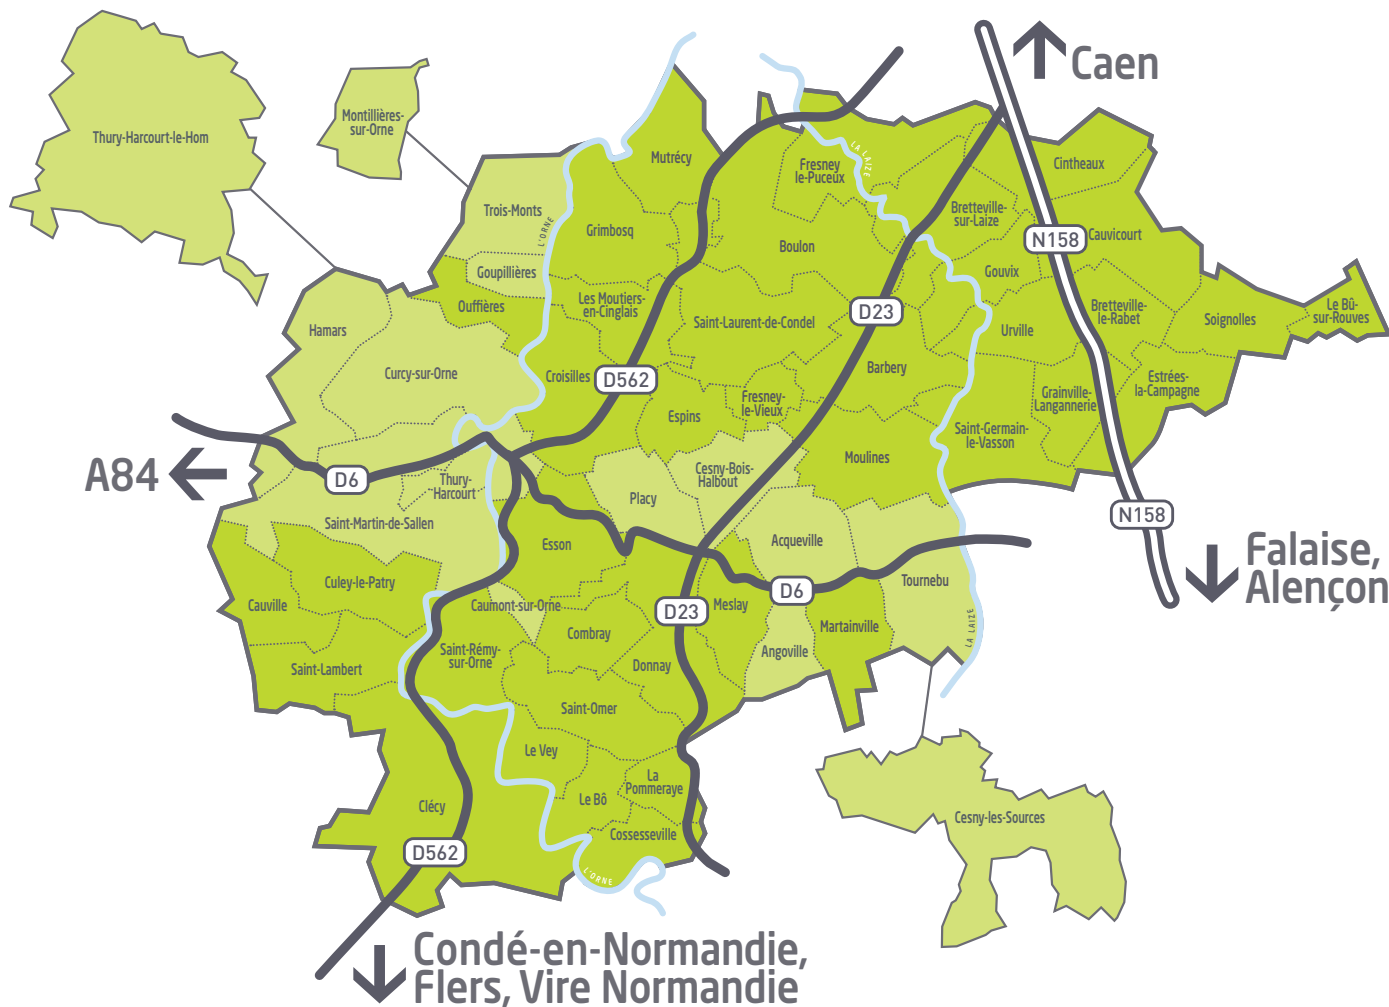 Caen
Thury-Harcourt-le-Hom
Montillières-
sur-Orne
Mutrécy
LA LAIZE
Fresney
le-Puceux
Cintheaux
Trois-Monts
L'ORNE
Grimbosq
Boulon
Bretteville-
sur-Laize
N158
Cauvicourt
Goupillières
Gouvix
Ouffières
Les Moutiers-
en-Cinglais
Saint-Laurent-de-Condel
D23
Urville
Bretteville-
le-Rabet
Soignolles
Le Bû-
sur-Rouves
Hamars
Curcy-sur-Orne
Croisilles
D562
Barbery
Fresney-
le-Vieux
Espins
Grainville-
Langannerie
Estrées-
la-Campagne
Saint-Germain-
le-Vasson
A84
D6
Thury-
Harcourt
Placy
Cesny-Bois-
Halbout
Moulines
N158
Saint-Martin-de-Sallen
Esson
Acqueville
Falaise,
Alençon
Culey-le-Patry
Cauville
Caumont-sur-Orne
D23
Meslay
D6
Tournebu
Combray
Martainville
LA LAIZE
Saint-Rémy-
sur-Orne
Saint-Lambert
Donnay
Angoville
Saint-Omer
Le Vey
La
Pommeraye
Clécy
Le Bô
Cossesseville
Cesny-les-Sources
D562
L'ORNE
Condé-en-Normandie,
Flers, Vire Normandie